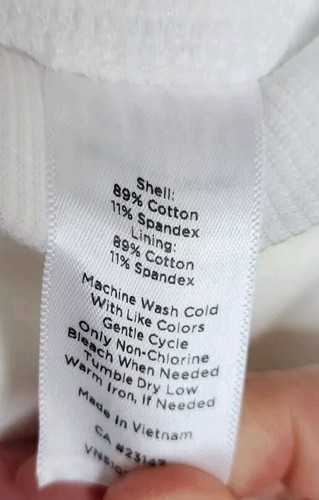 Shell:
89% Cotton
11% Spandex
Lining:
89% Cotton
11% Spandex
Machine Wash Cold
With Like Colors
Gentle Cycle
Only Non-Chlorine
Bleach When Needed
Tumble Dry Low
Warm Iron, If Needed
Made In Vietnam
CA #23143